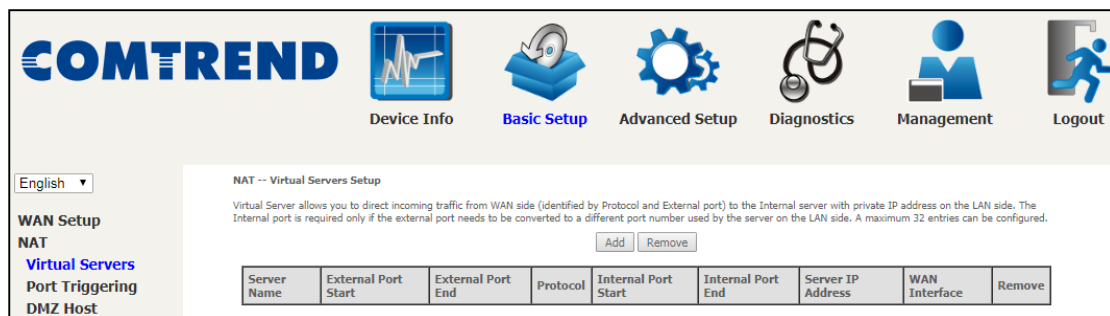 COMTREND
Device Info
Basic Setup
Advanced Setup
Diagnostics
Management
Logout
English
WAN Setup
NAT
Virtual Servers
Port Triggering
DMZ Host
NAT -- Virtual Servers Setup
Virtual Server allows you to direct incoming traffic from WAN side (identified by Protocol and External port) to the Internal server with private IP address on the LAN side. The
Internal port is required only if the external port needs to be converted to a different port number used by the server on the LAN side. A maximum 32 entries can be configured.
Add Remove
Server Name
External Port Start
External Port End
Protocol
Internal Port Start
Internal Port End
Server IP Address
WAN Interface
Remove